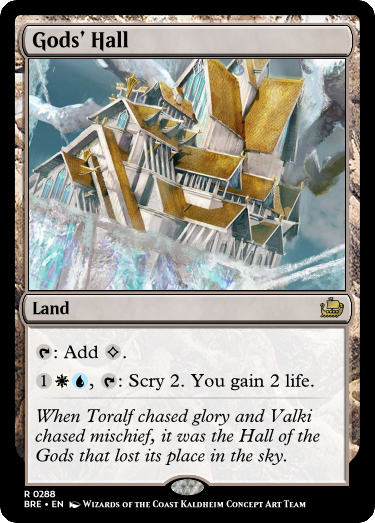 Gods' Hall
Land
: Add .
1, : Scry 2. You gain 2 life.
When Toralf chased glory and Valki
chased mischief, it was the Hall of the
Gods that lost its place in the sky.
R 0288
BRE • EN Wizards of the Coast Kaldheim Concept Art Team